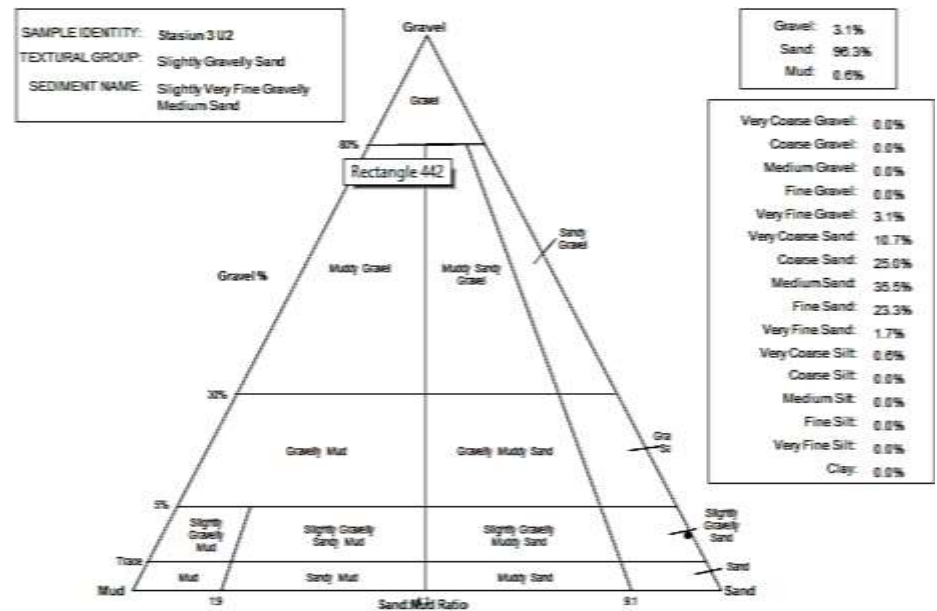 SAMPLE IDENTITY: Stasiun 3 U2
TEXTURAL GROUP: Slightly Gravelly Sand
SEDIMENT NAME: Slightly Very Fine Gravelly
Medium Sand
Gravel
Gravel: 3.1%
Sand: 96.3%
Mud: 0.6%
Very Coarse Gravel: 0.0%
Coarse Gravel: 0.0%
Medium Gravel: 0.0%
Fine Gravel: 0.0%
Very Fine Gravel: 3.1%
Very Coarse Sand: 10.7%
Coarse Sand: 25.0%
Medium Sand: 35.5%
Fine Sand: 23.3%
Very Fine Sand: 1.7%
Very Coarse Silt: 0.6%
Coarse Silt: 0.0%
Medium Silt: 0.0%
Fine Silt: 0.0%
Very Fine Silt: 0.0%
Clay: 0.0%
Gravel
80%
Rectangle 442
Sandy
Gravel
Gravel %
Muddy Gravel
Muddy Sandy
Gravel
30%
Gravelly Mud
Gravelly Muddy Sand
Gra
5%
Slightly
Gravelly
Mud
Slightly Gravelly
Sandy Mud
Slightly Gravelly
Muddy Sand
Slightly
Gravelly
Sand
Trace
Mud
Sandy Mud
Muddy Sand
Sand
Mud
Sand
1:9
9:1
Sand:Mud Ratio